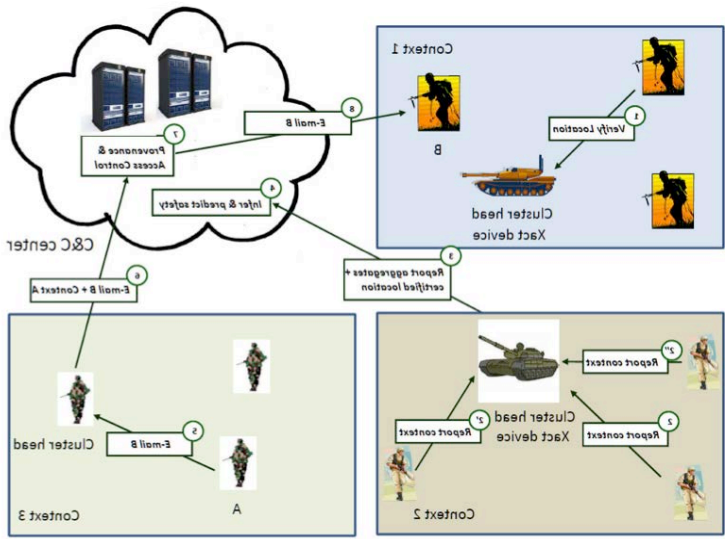 Context 1
1
Verify Location
B
Cluster head
Xact device
8
E-mail B
7
Provenance &
Access Control
4
Infer & predict safety
C&C center
3
Report aggregates +
certified location
6
E-mail B + Context A
2"
Report context
2'
Report context
2
Report context
Cluster head
Xact device
Context 2
5
E-mail B
Cluster head
A
Context 3